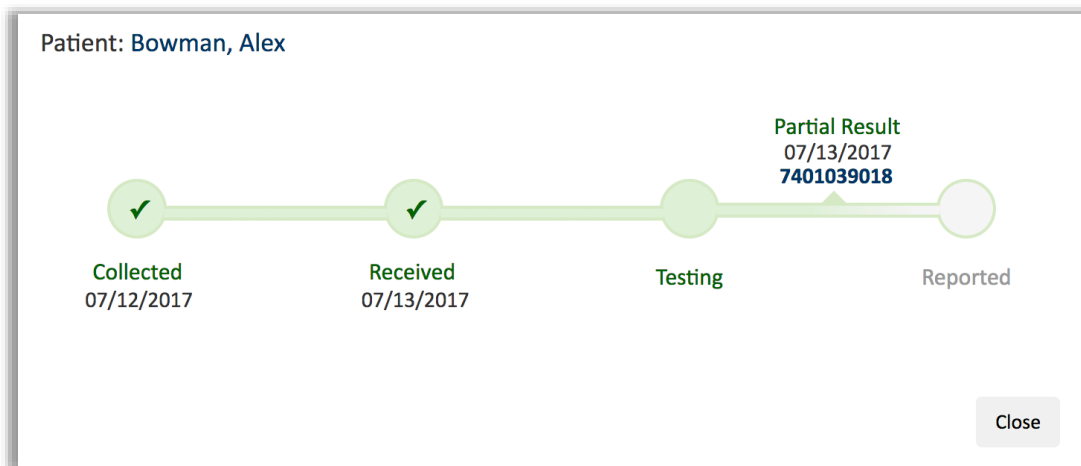 Patient: Bowman, Alex
Partial Result
07/13/2017
7401039018
Collected
07/12/2017
Received
07/13/2017
Testing
Reported
Close